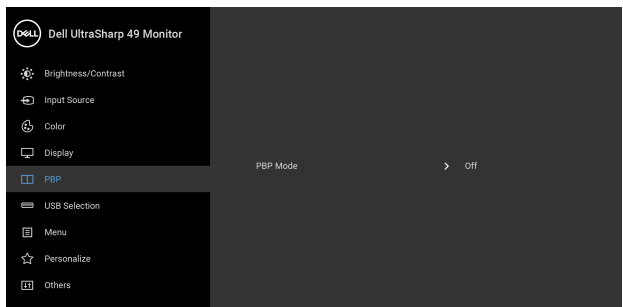 DELL Dell UltraSharp 49 Monitor
Brightness/Contrast
Input Source
Color
Display
PBP
USB Selection
Menu
Personalize
Others
PBP Mode Off